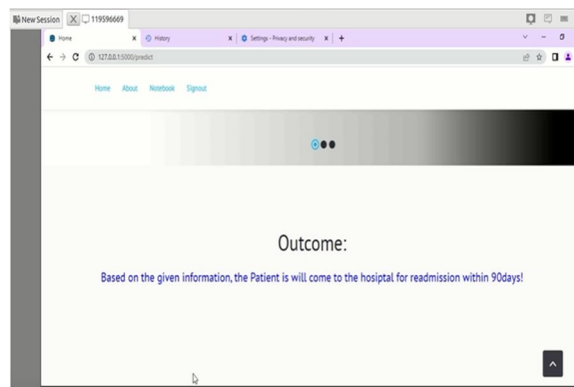 New Session X 119596669
Home x History x Settings - Privacy and security x +
127.0.0.1:5000/predict
Home About Notebook Signout
Outcome:
Based on the given information, the Patient is will come to the hosiptal for readmission within 90days!